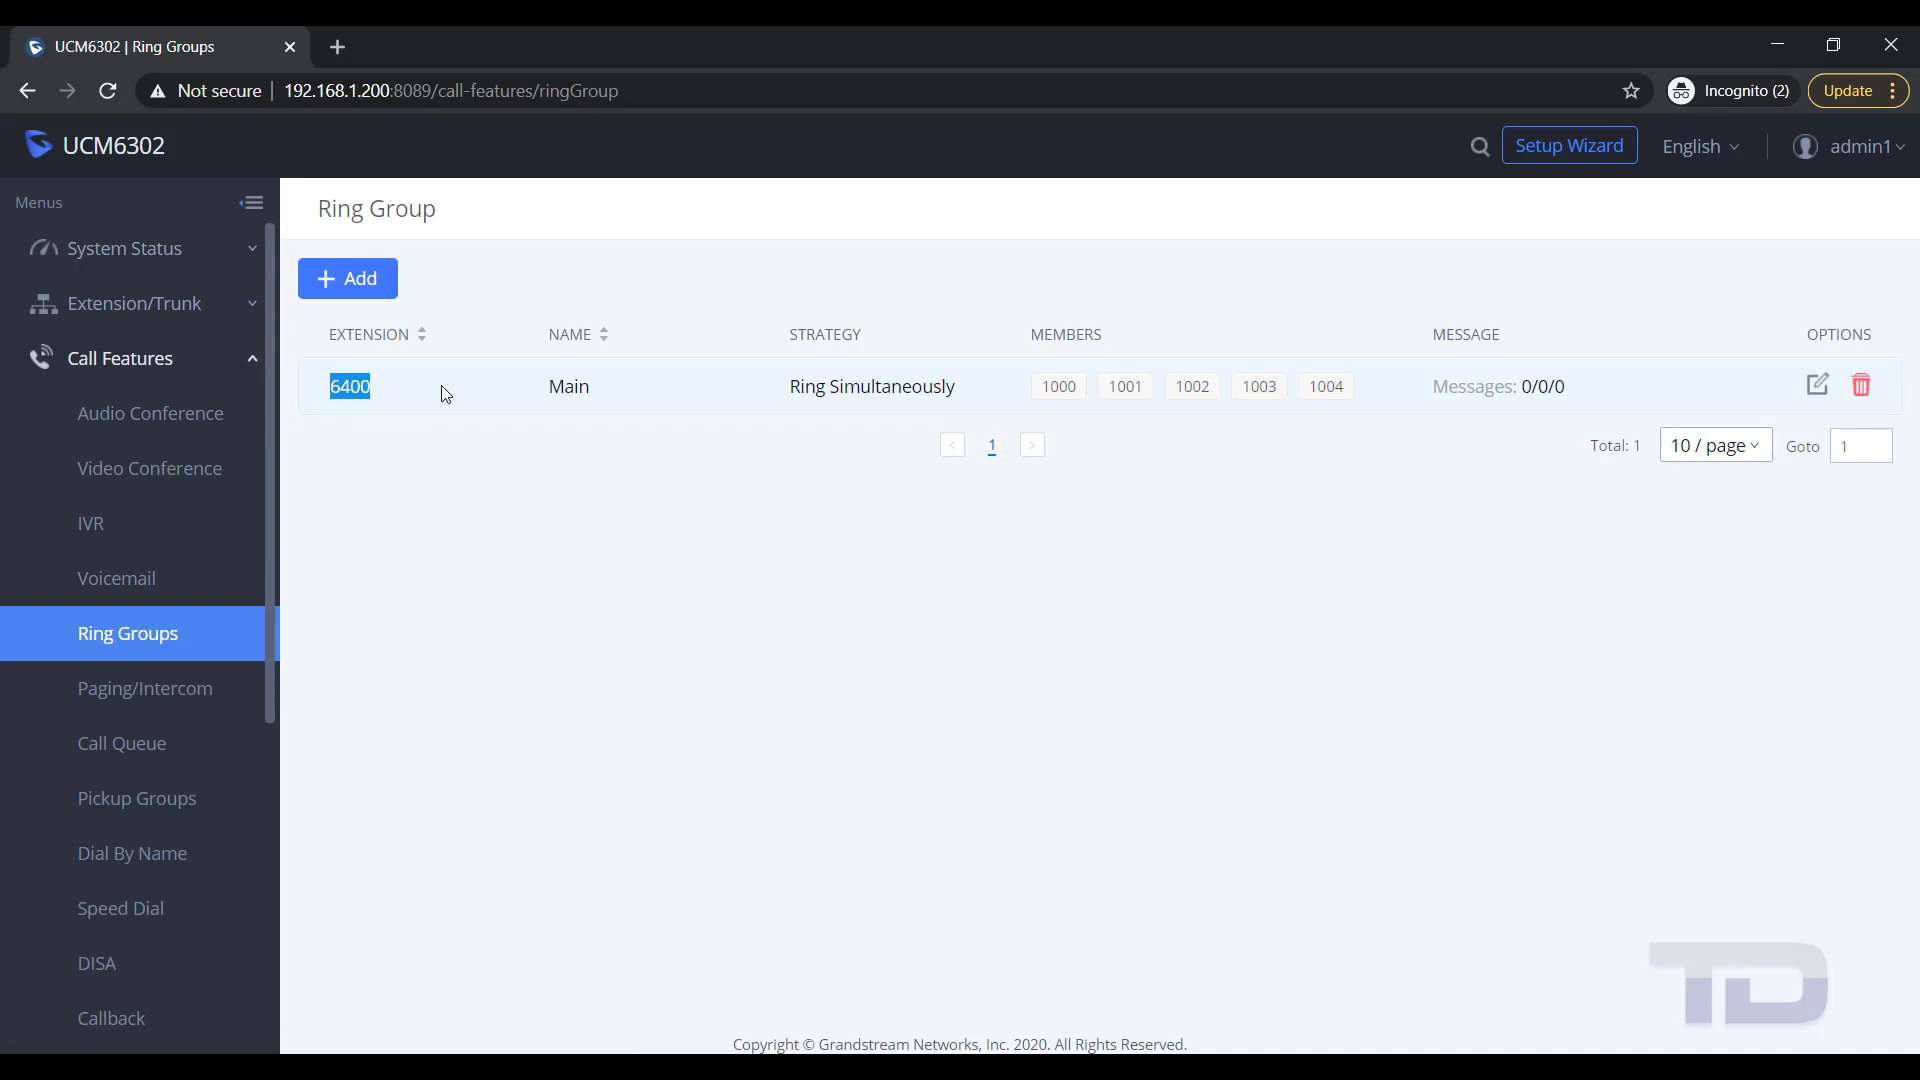 UCM6302 | Ring Groups
Not secure 192.168.1.200:8089/call-features/ringGroup Incognito (2) Update
UCM6302 Setup Wizard English admin1
Menus
System Status
Extension/Trunk
Call Features
Audio Conference
Video Conference
IVR
Voicemail
Ring Groups
Paging/Intercom
Call Queue
Pickup Groups
Dial By Name
Speed Dial
DISA
Callback
Ring Group
+ Add
EXTENSION NAME STRATEGY MEMBERS MESSAGE OPTIONS
6400 Main Ring Simultaneously 1000 1001 1002 1003 1004 Messages: 0/0/0
< 1 > Total: 1 10 / page Goto 1
TD
Copyright © Grandstream Networks, Inc. 2020. All Rights Reserved.